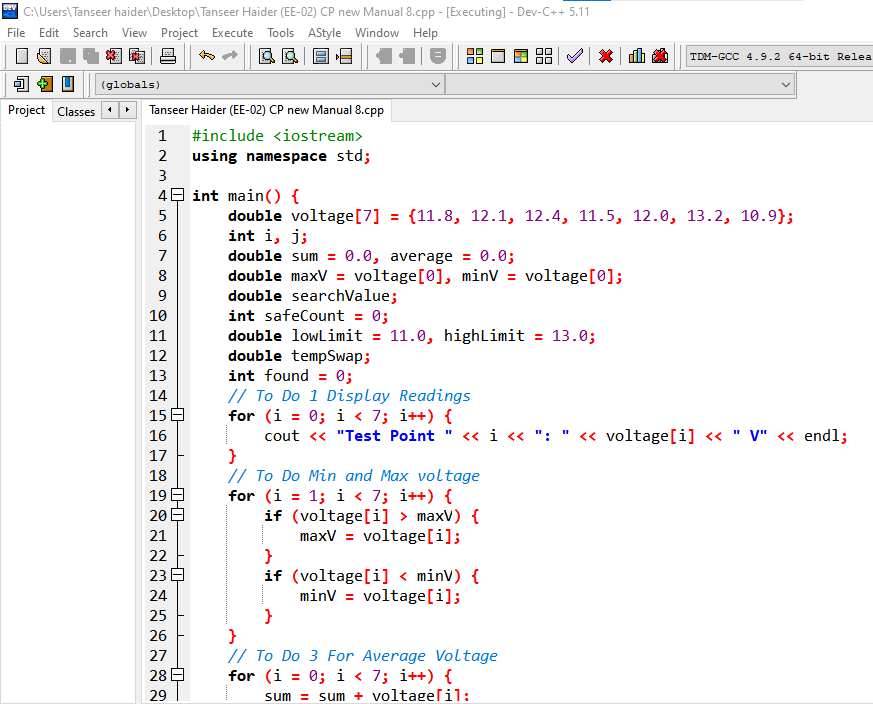 C:\Users\Tanseer haider\Desktop\Tanseer Haider (EE-02) CP new Manual 8.cpp - [Executing] - Dev-C++ 5.11
File Edit Search View Project Execute Tools AStyle Window Help
TDM-GCC 4.9.2 64-bit Relea
(globals)
Project Classes Tanseer Haider (EE-02) CP new Manual 8.cpp
1 #include <iostream>
2 using namespace std;
3
4 int main() {
5 double voltage[7] = {11.8, 12.1, 12.4, 11.5, 12.0, 13.2, 10.9};
6 int i, j;
7 double sum = 0.0, average = 0.0;
8 double maxV = voltage[0], minV = voltage[0];
9 double searchValue;
10 int safeCount = 0;
11 double lowLimit = 11.0, highLimit = 13.0;
12 double tempSwap;
13 int found = 0;
14 // To Do 1 Display Readings
15 for (i = 0; i < 7; i++) {
16 cout << "Test Point " << i << ": " << voltage[i] << " V" << endl;
17 }
18 // To Do Min and Max voltage
19 for (i = 1; i < 7; i++) {
20 if (voltage[i] > maxV) {
21 maxV = voltage[i];
22 }
23 if (voltage[i] < minV) {
24 minV = voltage[i];
25 }
26 }
27 // To Do 3 For Average Voltage
28 for (i = 0; i < 7; i++) {
29 sum = sum + voltage[i];